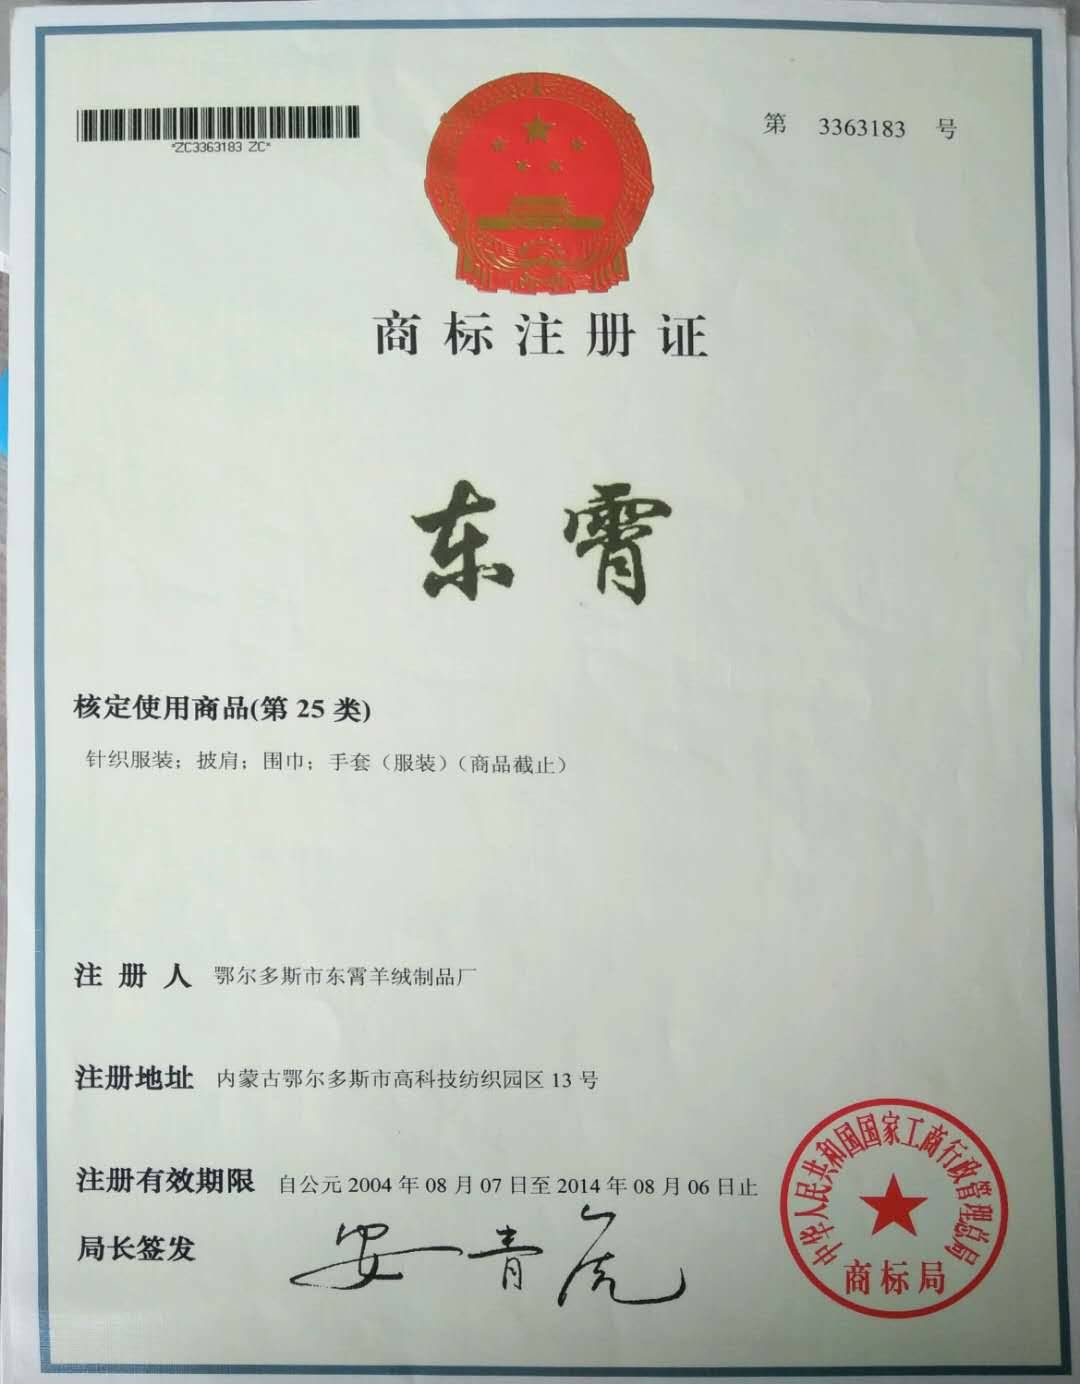 *ZC3363183 ZC*
第 3363183 号
商标注册证
东霄
核定使用商品(第 25 类)
针织服装；披肩；围巾；手套（服装）（商品截止）
注册人 鄂尔多斯市东霄羊绒制品厂
注册地址 内蒙古鄂尔多斯市高科技纺织园区 13 号
注册有效期限 自公元 2004 年 08 月 07 日至 2014 年 08 月 06 日止
局长签发 安青虎
中华人民共和国国家工商行政管理总局
商标局